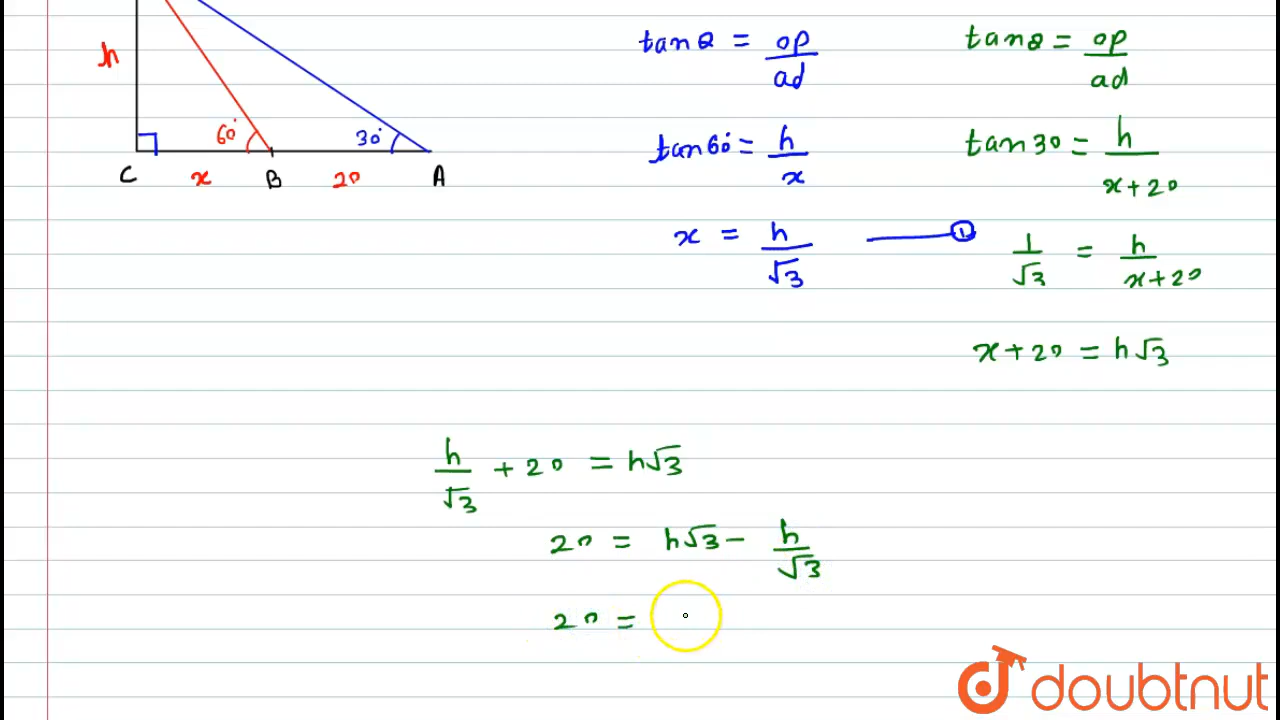 h
60°
30°
C x B 20 A
tanθ = op/ad
tan60° = h/x
x = h/√3 —— ①
tanθ = op/ad
tan30 = h/x+20
1/√3 = h/x+20
x+20 = h√3
h/√3 + 20 = h√3
20 = h√3 - h/√3
20 =
doubtnut